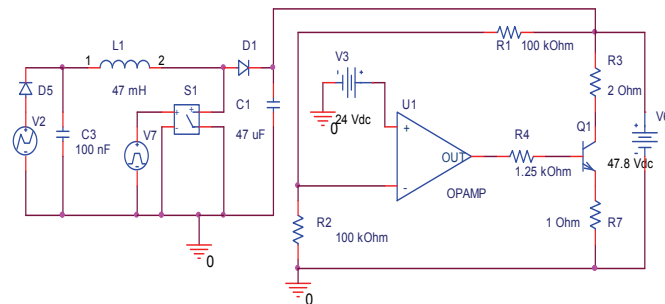 L1
1
2
47 mH
D1
D5
V2
C3
100 nF
V7
S1
C1
47 uF
0
V3
0
24 Vdc
U1
OUT
OPAMP
R1
100 kOhm
R2
100 kOhm
R4
1.25 kOhm
Q1
R3
2 Ohm
R7
1 Ohm
47.8 Vdc
0